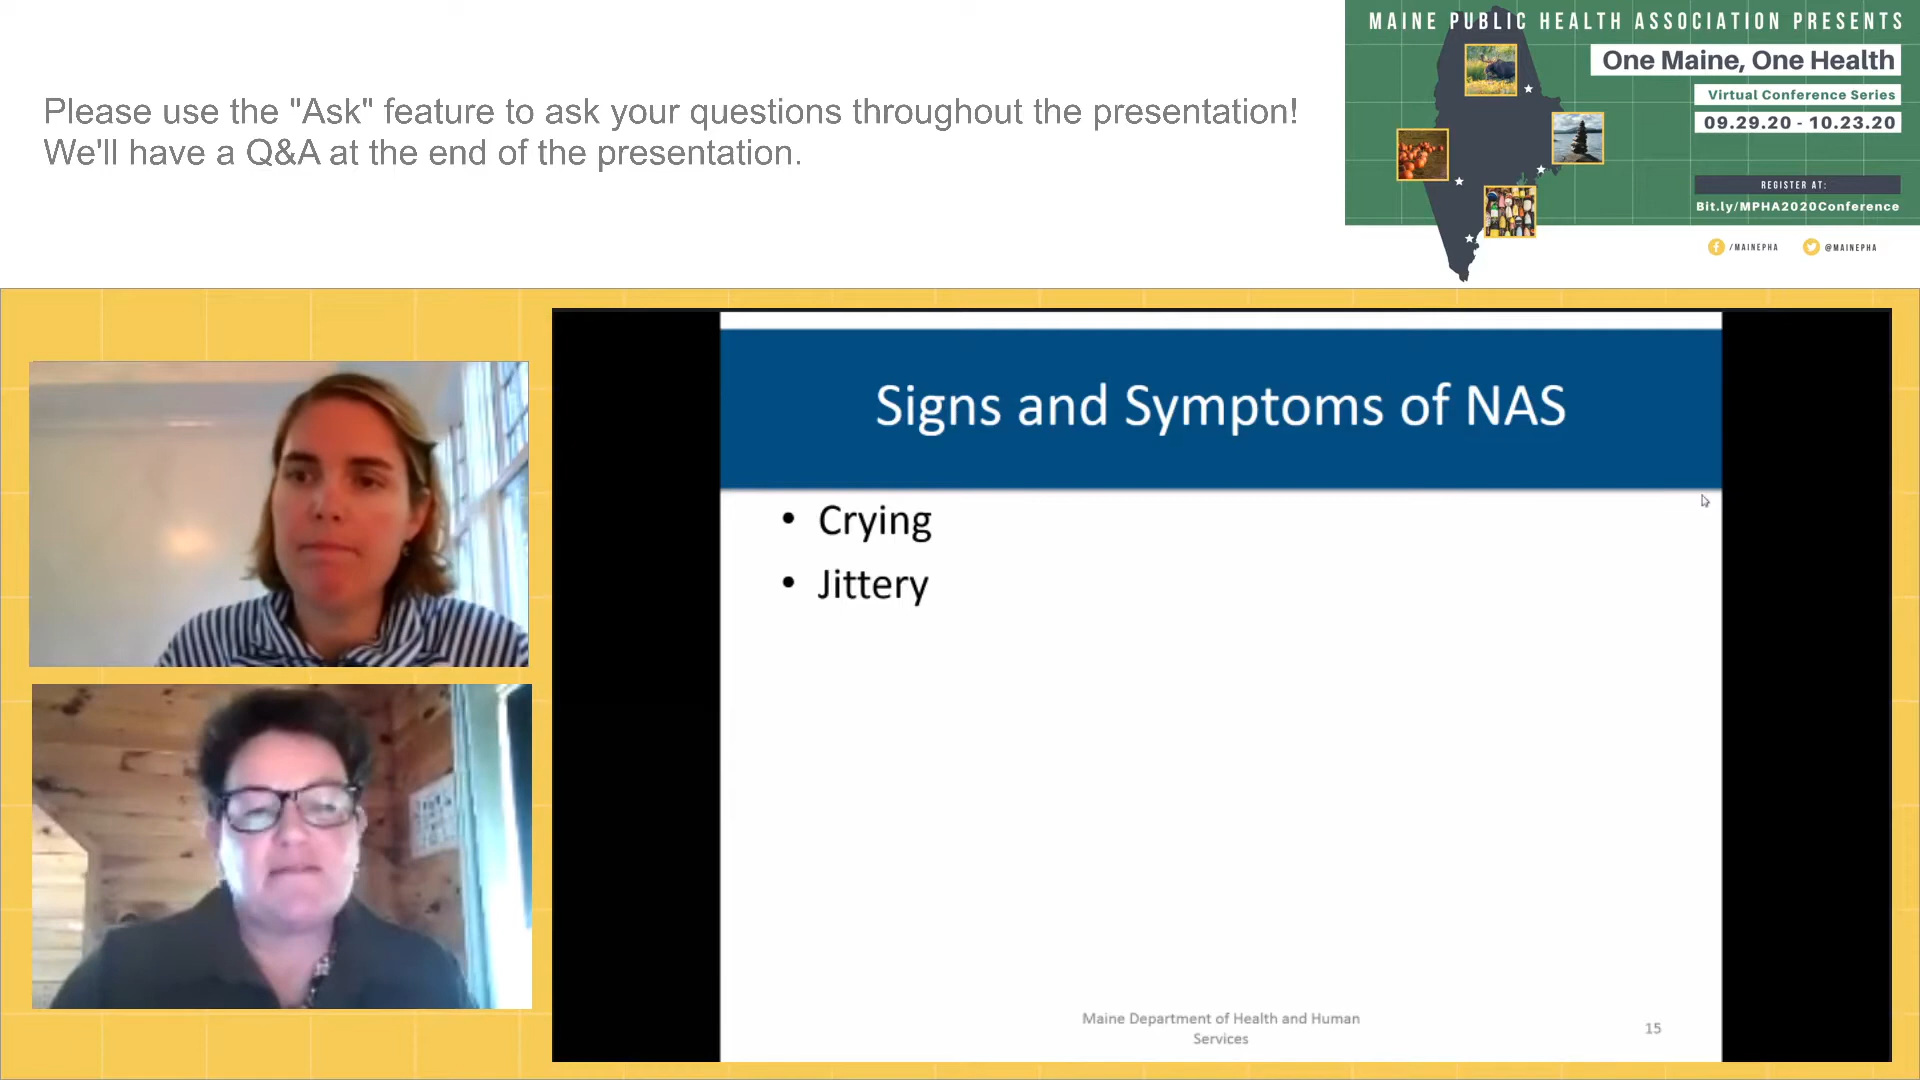 Please use the "Ask" feature to ask your questions throughout the presentation!
We'll have a Q&A at the end of the presentation.
MAINE PUBLIC HEALTH ASSOCIATION PRESENTS
One Maine, One Health
Virtual Conference Series
09.29.20 - 10.23.20
REGISTER AT:
Bit.ly/MPHA2020Conference
/MAINEPHA
@MAINEPHA
Signs and Symptoms of NAS
• Crying
• Jittery
Maine Department of Health and Human
Services
15